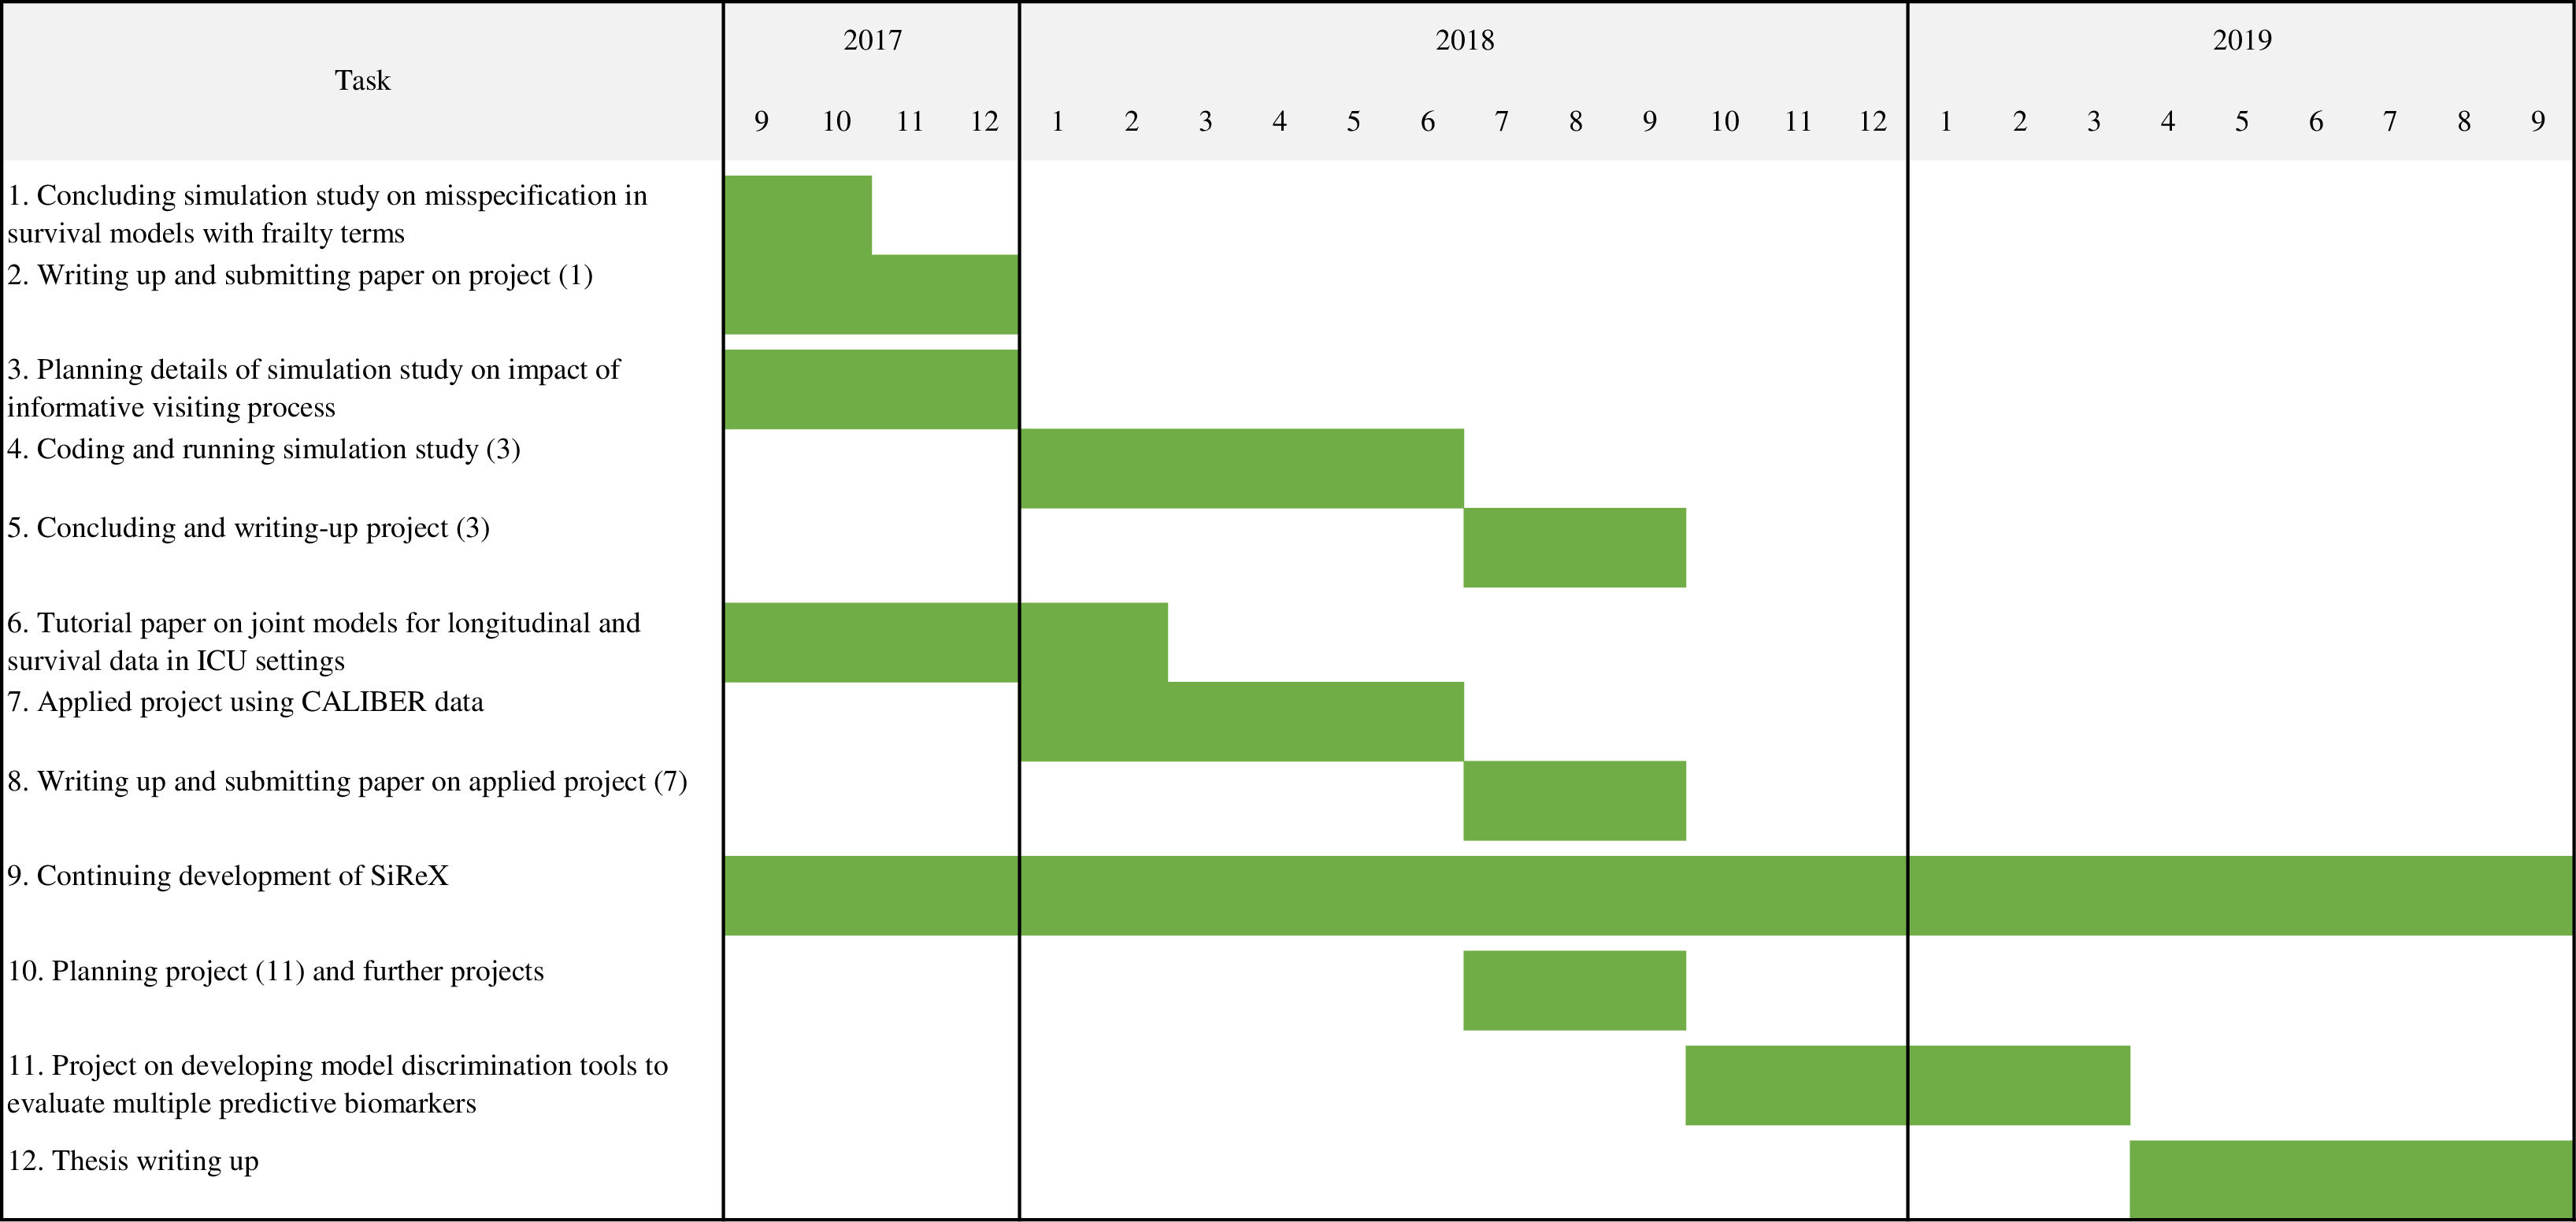 2017 2018 2019
Task
9 10 11 12 1 2 3 4 5 6 7 8 9 10 11 12 1 2 3 4 5 6 7 8 9
1. Concluding simulation study on misspecification in
survival models with frailty terms
2. Writing up and submitting paper on project (1)
3. Planning details of simulation study on impact of
informative visiting process
4. Coding and running simulation study (3)
5. Concluding and writing-up project (3)
6. Tutorial paper on joint models for longitudinal and
survival data in ICU settings
7. Applied project using CALIBER data
8. Writing up and submitting paper on applied project (7)
9. Continuing development of SiReX
10. Planning project (11) and further projects
11. Project on developing model discrimination tools to
evaluate multiple predictive biomarkers
12. Thesis writing up